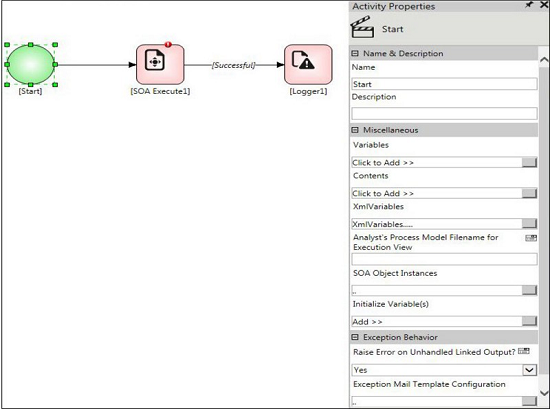 Activity Properties
Start
Name & Description
Name
Start
Description
Miscellaneous
Variables
Click to Add >>
Contents
Click to Add >>
XmlVariables
XmlVariables.....
Analyst's Process Model Filename for
Execution View
SOA Object Instances
..
Initialize Variable(s)
Add >>
Exception Behavior
Raise Error on Unhandled Linked Output?
Yes
Exception Mail Template Configuration
..
[Start]
[SOA Execute1]
[Successful]
[Logger1]